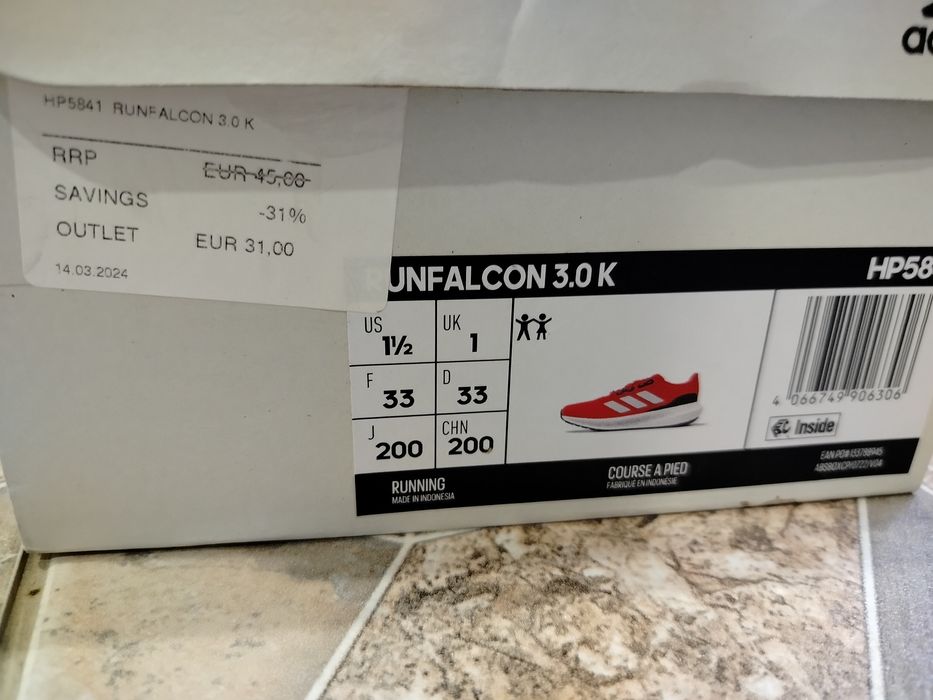 HP5841 RUNFALCON 3.0 K
RRP EUR 45,00
SAVINGS -31%
OUTLET EUR 31,00
14.03.2024
RUNFALCON 3.0 K HP58
US 1½ UK 1
F 33 D 33
J 200 CHN 200
4 066749 906306
Inside
RUNNING
MADE IN INDONESIA
COURSE A PIED
FABRIQUÉ EN INDONÉSIE